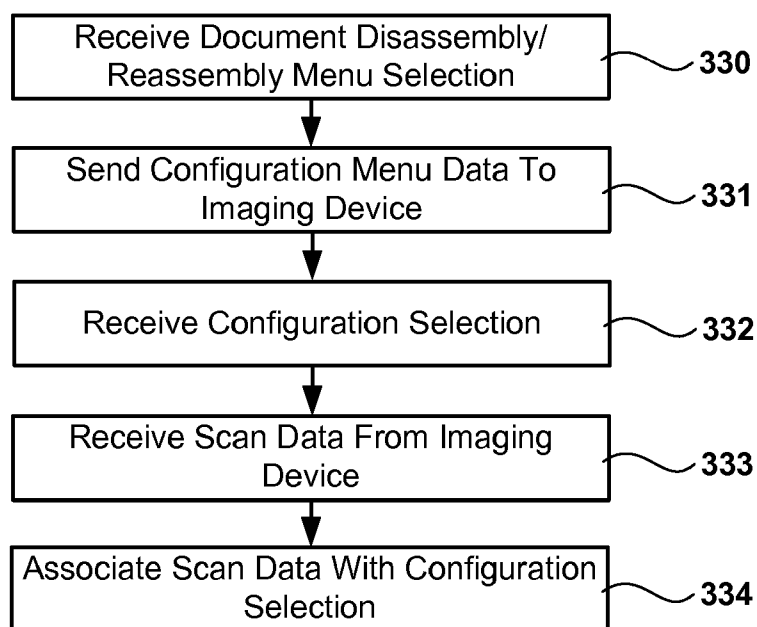 Receive Document Disassembly/
Reassembly Menu Selection
330
Send Configuration Menu Data To
Imaging Device
331
Receive Configuration Selection
332
Receive Scan Data From Imaging
Device
333
Associate Scan Data With Configuration
Selection
334